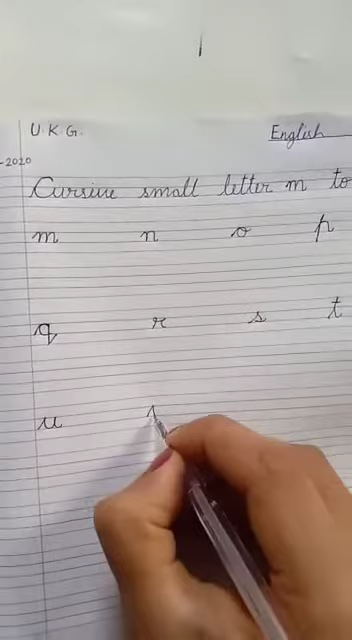 U.K.G.
English
-2020
Cursive small letter m to
m n o p
q r s t
u